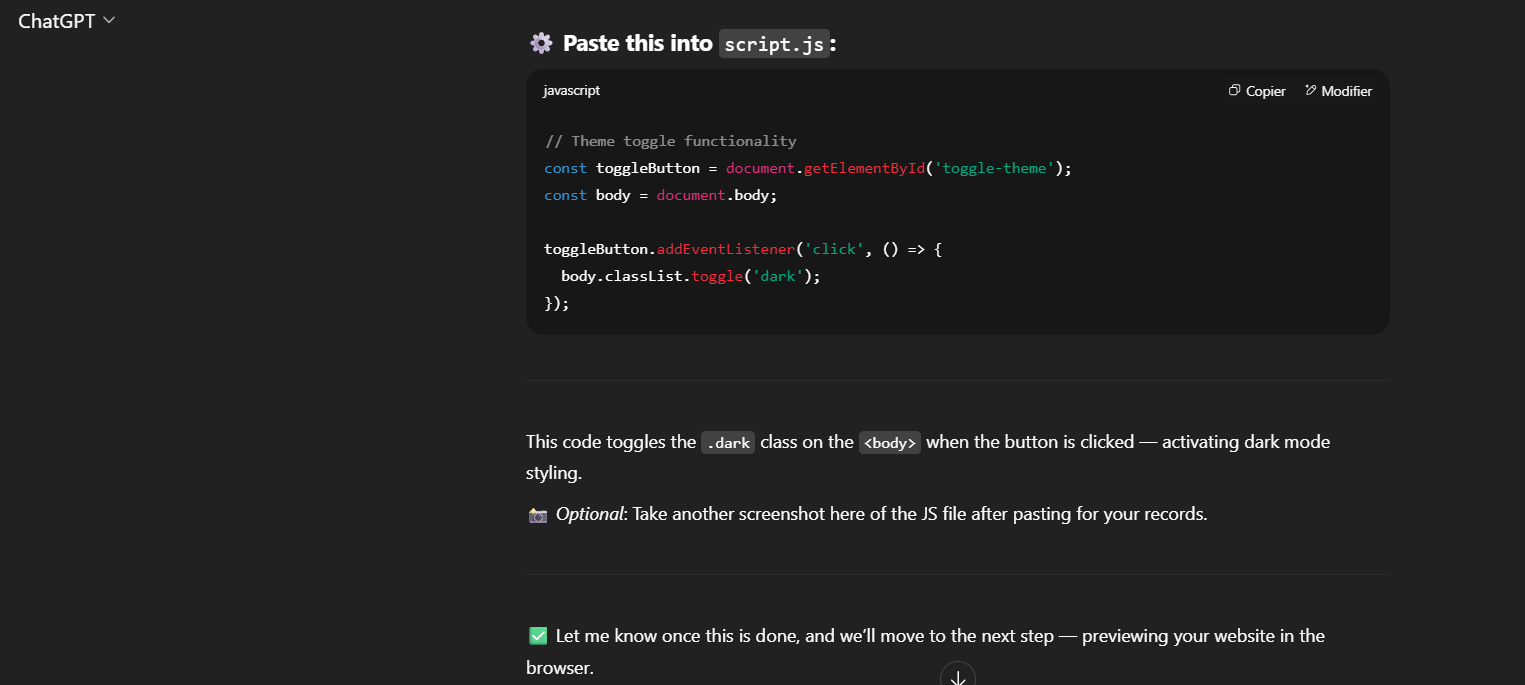 ChatGPT
Paste this into script.js:
javascript
Copier
Modifier
// Theme toggle functionality
const toggleButton = document.getElementById('toggle-theme');
const body = document.body;
toggleButton.addEventListener('click', () => {
  body.classList.toggle('dark');
});
This code toggles the .dark class on the <body> when the button is clicked — activating dark mode
styling.
Optional: Take another screenshot here of the JS file after pasting for your records.
Let me know once this is done, and we’ll move to the next step — previewing your website in the
browser.